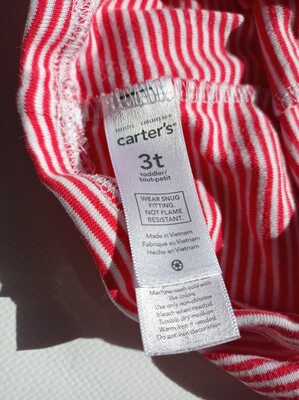 carter's®
3t
toddler/
tout-petit
WEAR SNUG
FITTING.
NOT FLAME
RESISTANT.
Made in Vietnam
Fabriqué au Vietnam
Hecho en Vietnam
Machine wash cold with
like colors
Use only non-chlorine
bleach when needed
Tumble dry medium
Warm iron if needed
Do not iron decoration